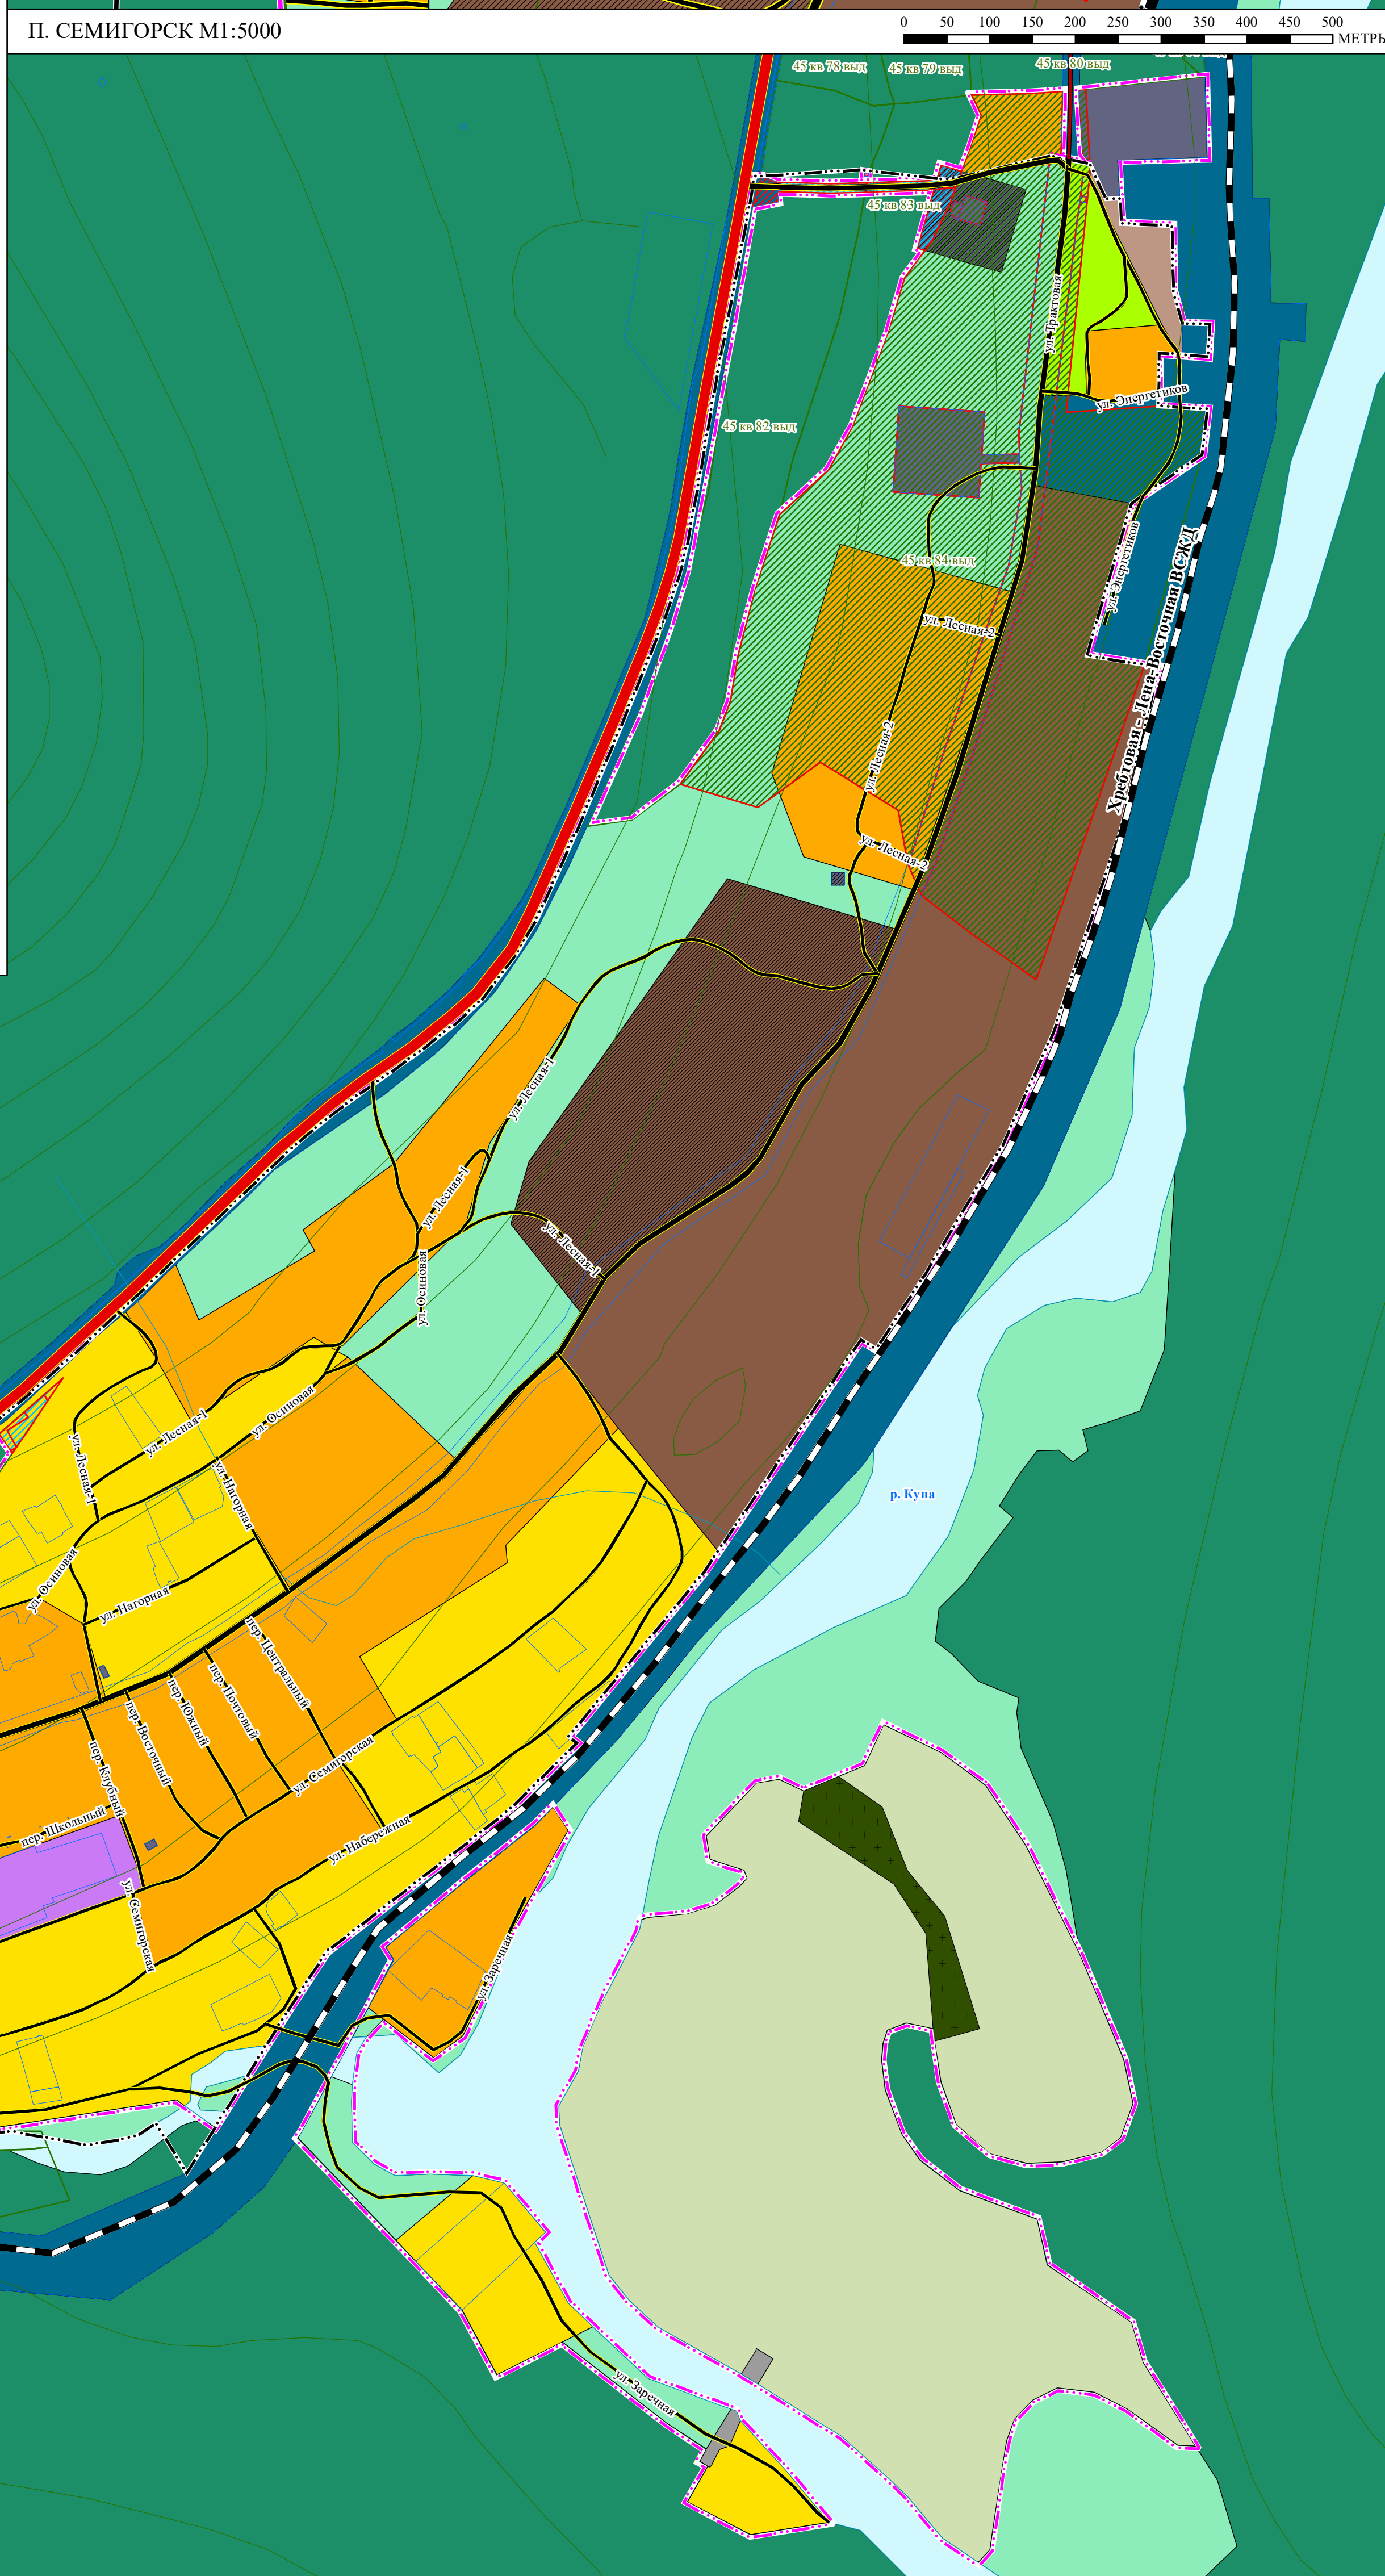 П. СЕМИГОРСК М1:5000
0 50 100 150 200 250 300 350 400 450 500
МЕТРЫ
45 кв 78 выд
45 кв 79 выд
45 кв 80 выд
45 кв 83 выд
ул. Трактовая
ул. Энергетиков
45 кв 82 выд
ул. Энергетиков
45 кв 84 выд
ул. Лесная-2
Хребтовая - Лена-Восточная ВСЖД
ул. Лесная-2
ул. Лесная-2
ул. Лесная-1
ул. Лесная-1
ул. Лесная-1
ул. Осиновая
ул. Осиновая
ул. Лесная-1
ул. Лесная-1
ул. Нагорная
р. Купа
ул. Осиновая
ул. Нагорная
пер. Центральный
пер. Почтовый
пер. Южный
пер. Восточный
пер. Клубный
ул. Семигорская
пер. Школьный
ул. Набережная
ул. Семигорская
ул. Заречная
ул. Заречная